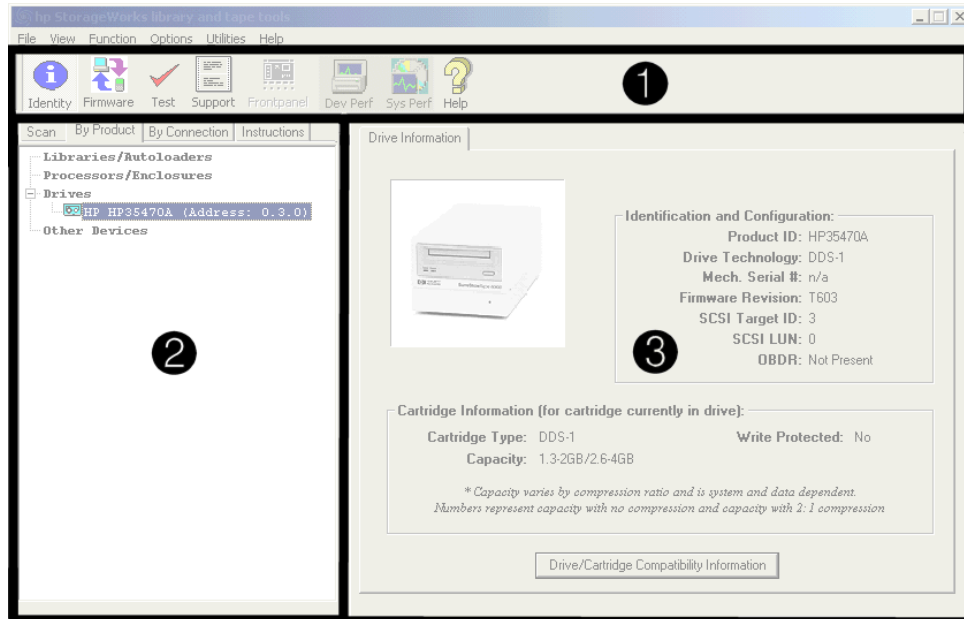 hp StorageWorks library and tape tools
File View Function Options Utilities Help
Identity Firmware Test Support Frontpanel Dev Perf Sys Perf Help
1
Scan By Product By Connection Instructions
Libraries/Autoloaders
Processors/Enclosures
Drives
HP HP35470A (Address: 0.3.0)
Other Devices
2
Drive Information
Identification and Configuration:
Product ID: HP35470A
Drive Technology: DDS-1
Mech. Serial #: n/a
Firmware Revision: T603
SCSI Target ID: 3
SCSI LUN: 0
OBDR: Not Present
3
Cartridge Information (for cartridge currently in drive):
Cartridge Type: DDS-1 Write Protected: No
Capacity: 1.3-2GB/2.6-4GB
* Capacity varies by compression ratio and is system and data dependent.
Numbers represent capacity with no compression and capacity with 2:1 compression
Drive/Cartridge Compatibility Information